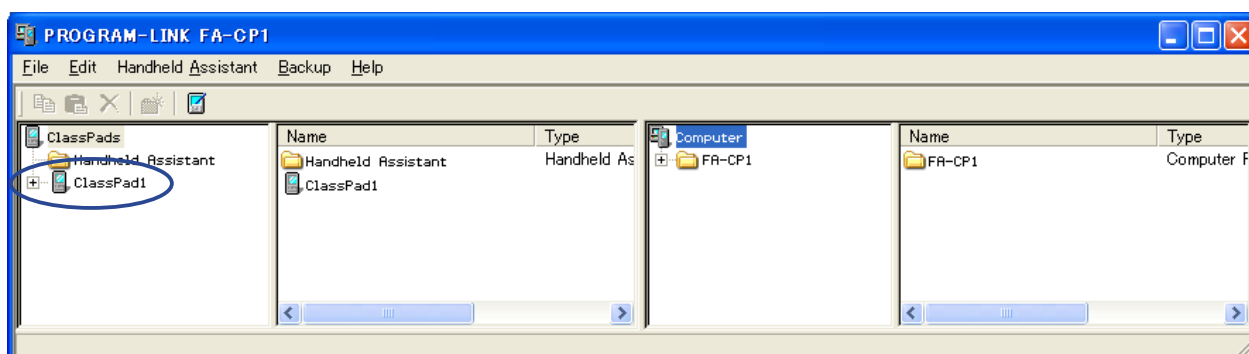 PROGRAM-LINK FA-CP1
File Edit Handheld Assistant Backup Help
ClassPads
Handheld Assistant
ClassPad1
Name Type
Handheld Assistant Handheld As
ClassPad1
Computer
FA-CP1
Name Type
FA-CP1 Computer F